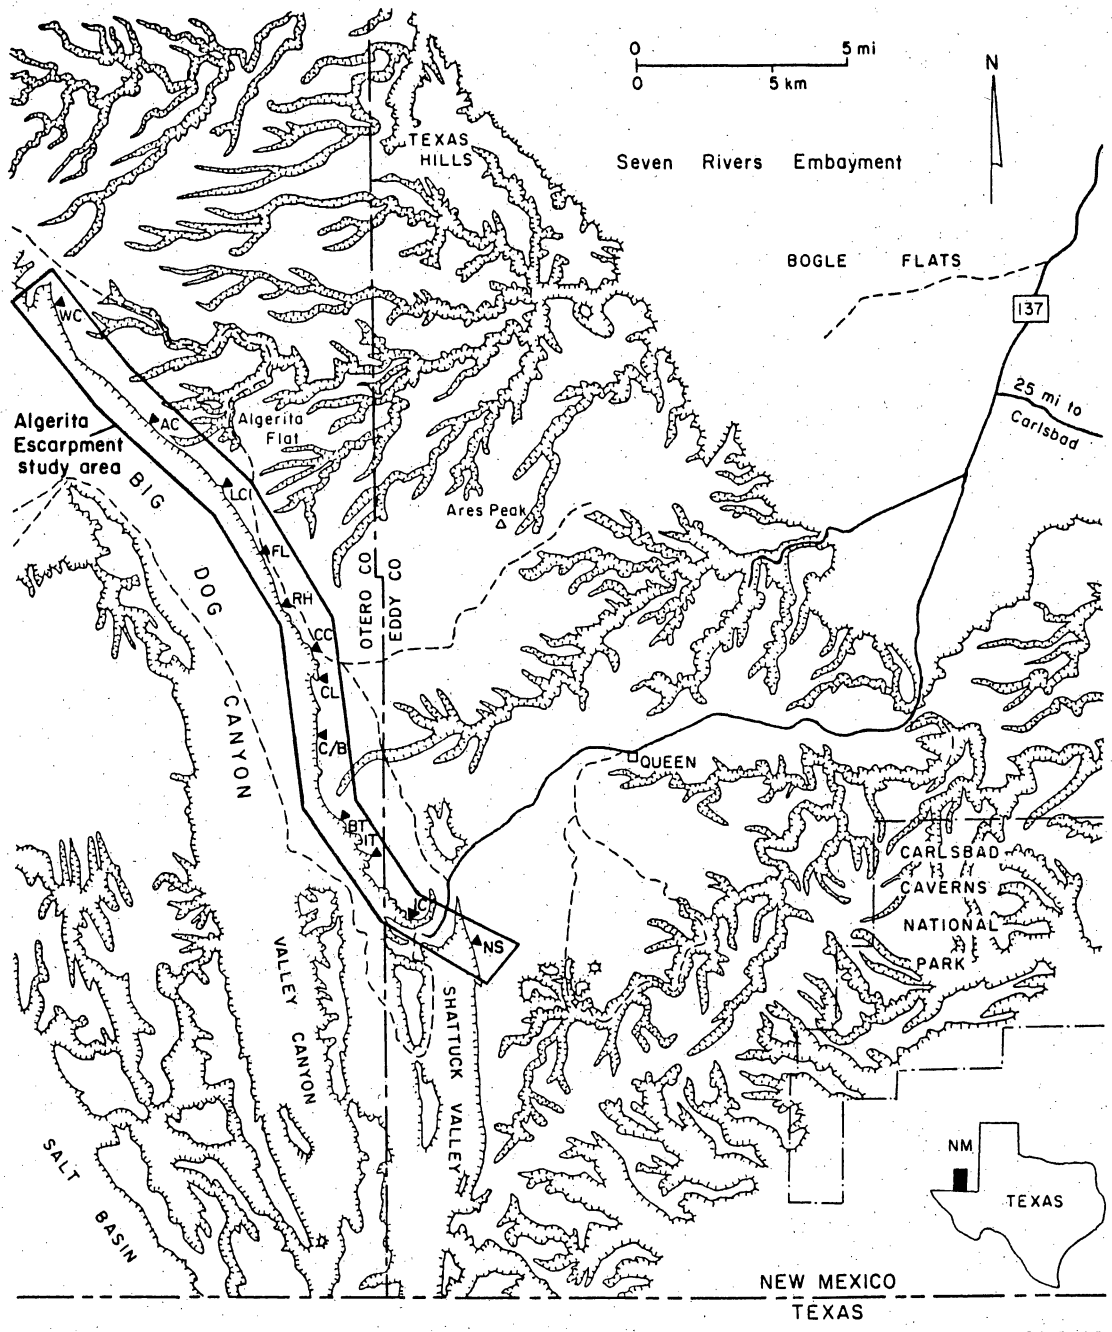 0 5 mi
0 5 km
N
TEXAS
HILLS
Seven Rivers Embayment
BOGLE FLATS
137
25 mi to
Carlsbad
WC
AC
Algerita
Flat
Algerita
Escarpment
study area
BIG
DOG
CANYON
LCI
Ares Peak
FL
OTERO CO
EDDY CO
RH
CC
CL
C/B
QUEEN
BT
IT
IC
NS
CARLSBAD
CAVERNS
NATIONAL
PARK
VALLEY CANYON
SHATTUCK VALLEY
SALT
BASIN
NM
TEXAS
NEW MEXICO
TEXAS